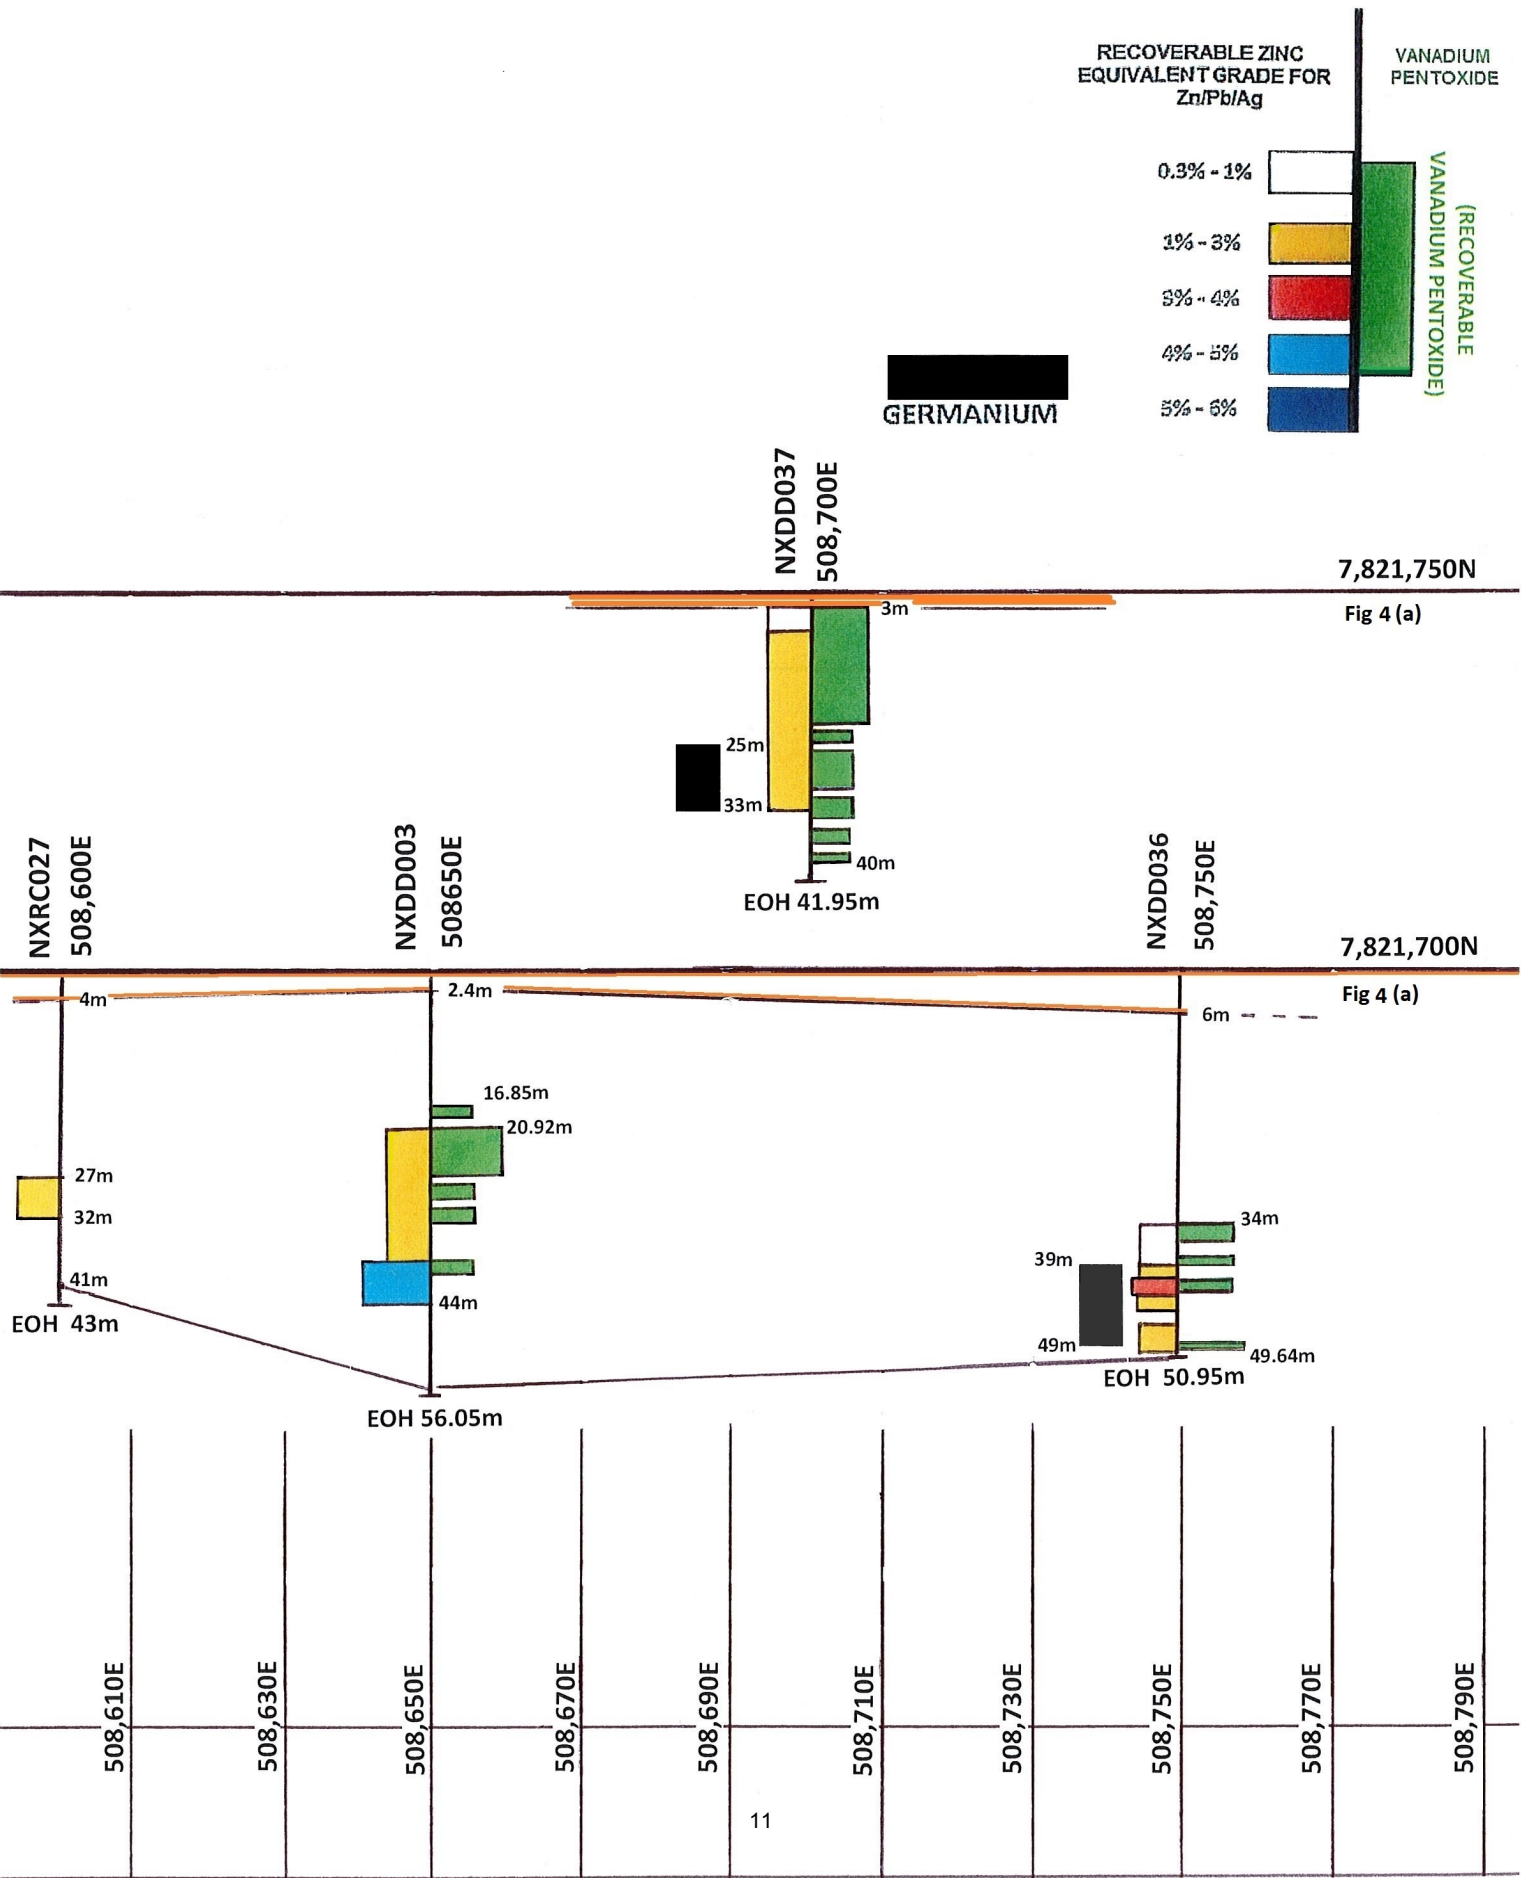 RECOVERABLE ZINC
EQUIVALENT GRADE FOR
Zn/Pb/Ag
VANADIUM
PENTOXIDE
0.3% - 1%
1% - 3%
3% - 4%
4% - 5%
5% - 6%
(RECOVERABLE
VANADIUM PENTOXIDE)
GERMANIUM
NXDD037
508,700E
7,821,750N
Fig 4 (a)
3m
25m
33m
40m
EOH 41.95m
NXRC027
508,600E
NXDD003
508650E
NXDD036
508,750E
7,821,700N
Fig 4 (a)
4m
2.4m
6m
16.85m
20.92m
27m
32m
34m
39m
41m
44m
49m
49.64m
EOH 43m
EOH 50.95m
EOH 56.05m
508,610E
508,630E
508,650E
508,670E
508,690E
508,710E
508,730E
508,750E
508,770E
508,790E
11